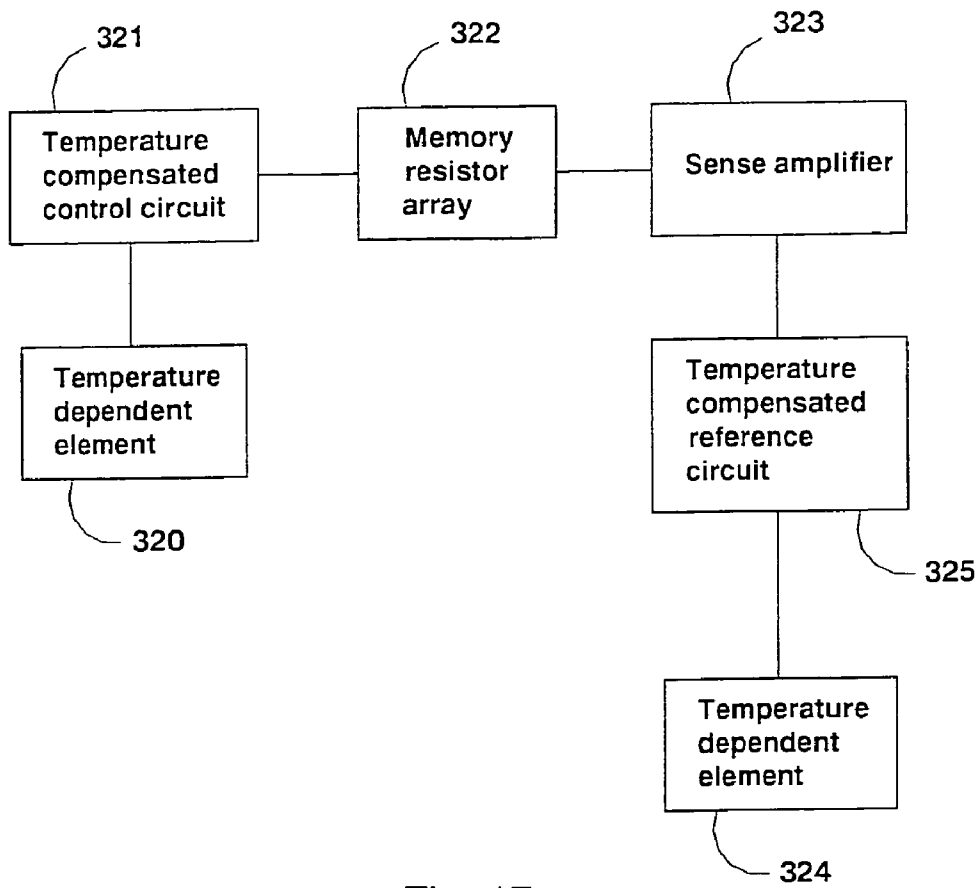 321
322
323
Temperature
compensated
control circuit
Memory
resistor
array
Sense amplifier
Temperature
dependent
element
Temperature
compensated
reference
circuit
320
325
Temperature
dependent
element
324